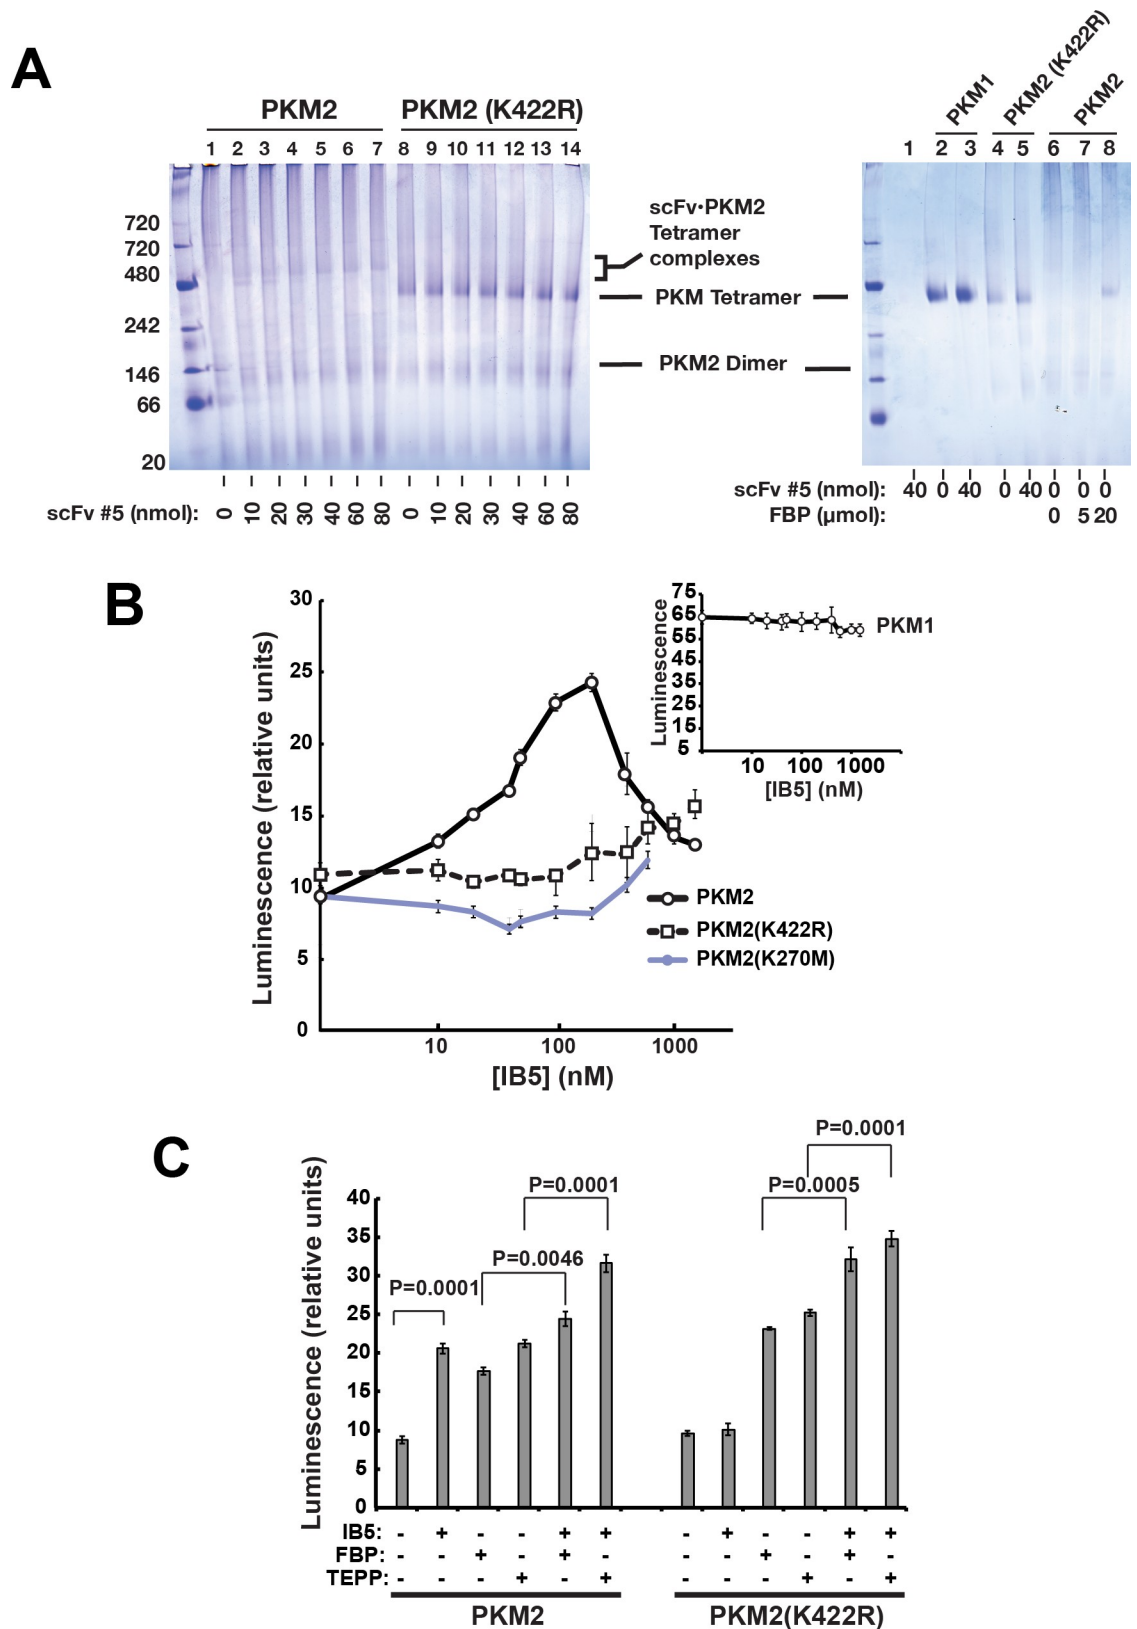 A
PKM2
PKM2 (K422R)
1 2 3 4 5 6 7 8 9 10 11 12 13 14
720
720
480
242
146
66
20
scFv #5 (nmol):
0 10 20 30 40 60 80 0 10 20 30 40 60 80
scFv•PKM2
Tetramer
complexes
PKM Tetramer
PKM2 Dimer
PKM1
PKM2 (K422R)
PKM2
1 2 3 4 5 6 7 8
scFv #5 (nmol): 40 0 40 0 40 0 0 0
FBP (µmol): 0 5 20
B
Luminescence (relative units)
30
25
20
15
10
5
0
10 100 1000
[IB5] (nM)
PKM2
PKM2(K422R)
PKM2(K270M)
Luminescence
75
65
55
45
35
25
15
5
PKM1
10 100 1000
[IB5] (nM)
C
Luminescence (relative units)
40
35
30
25
20
15
10
5
0
P=0.0001
P=0.0046
P=0.0001
P=0.0005
P=0.0001
IB5: - + - - + + - + - - + +
FBP: - - + - + - - - + - + -
TEPP: - - - + - + - - - + - +
PKM2
PKM2(K422R)